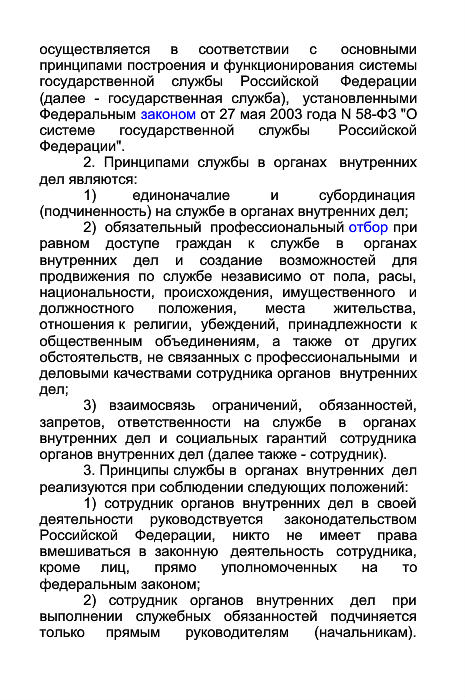 осуществляется в соответствии с основными
принципами построения и функционирования системы
государственной службы Российской Федерации
(далее - государственная служба), установленными
Федеральным законом от 27 мая 2003 года N 58-ФЗ "О
системе государственной службы Российской
Федерации".
2. Принципами службы в органах внутренних
дел являются:
1) единоначалие и субординация
(подчиненность) на службе в органах внутренних дел;
2) обязательный профессиональный отбор при
равном доступе граждан к службе в органах
внутренних дел и создание возможностей для
продвижения по службе независимо от пола, расы,
национальности, происхождения, имущественного и
должностного положения, места жительства,
отношения к религии, убеждений, принадлежности к
общественным объединениям, а также от других
обстоятельств, не связанных с профессиональными и
деловыми качествами сотрудника органов внутренних
дел;
3) взаимосвязь ограничений, обязанностей,
запретов, ответственности на службе в органах
внутренних дел и социальных гарантий сотрудника
органов внутренних дел (далее также - сотрудник).
3. Принципы службы в органах внутренних дел
реализуются при соблюдении следующих положений:
1) сотрудник органов внутренних дел в своей
деятельности руководствуется законодательством
Российской Федерации, никто не имеет права
вмешиваться в законную деятельность сотрудника,
кроме лиц, прямо уполномоченных на то
федеральным законом;
2) сотрудник органов внутренних дел при
выполнении служебных обязанностей подчиняется
только прямым руководителям (начальникам).